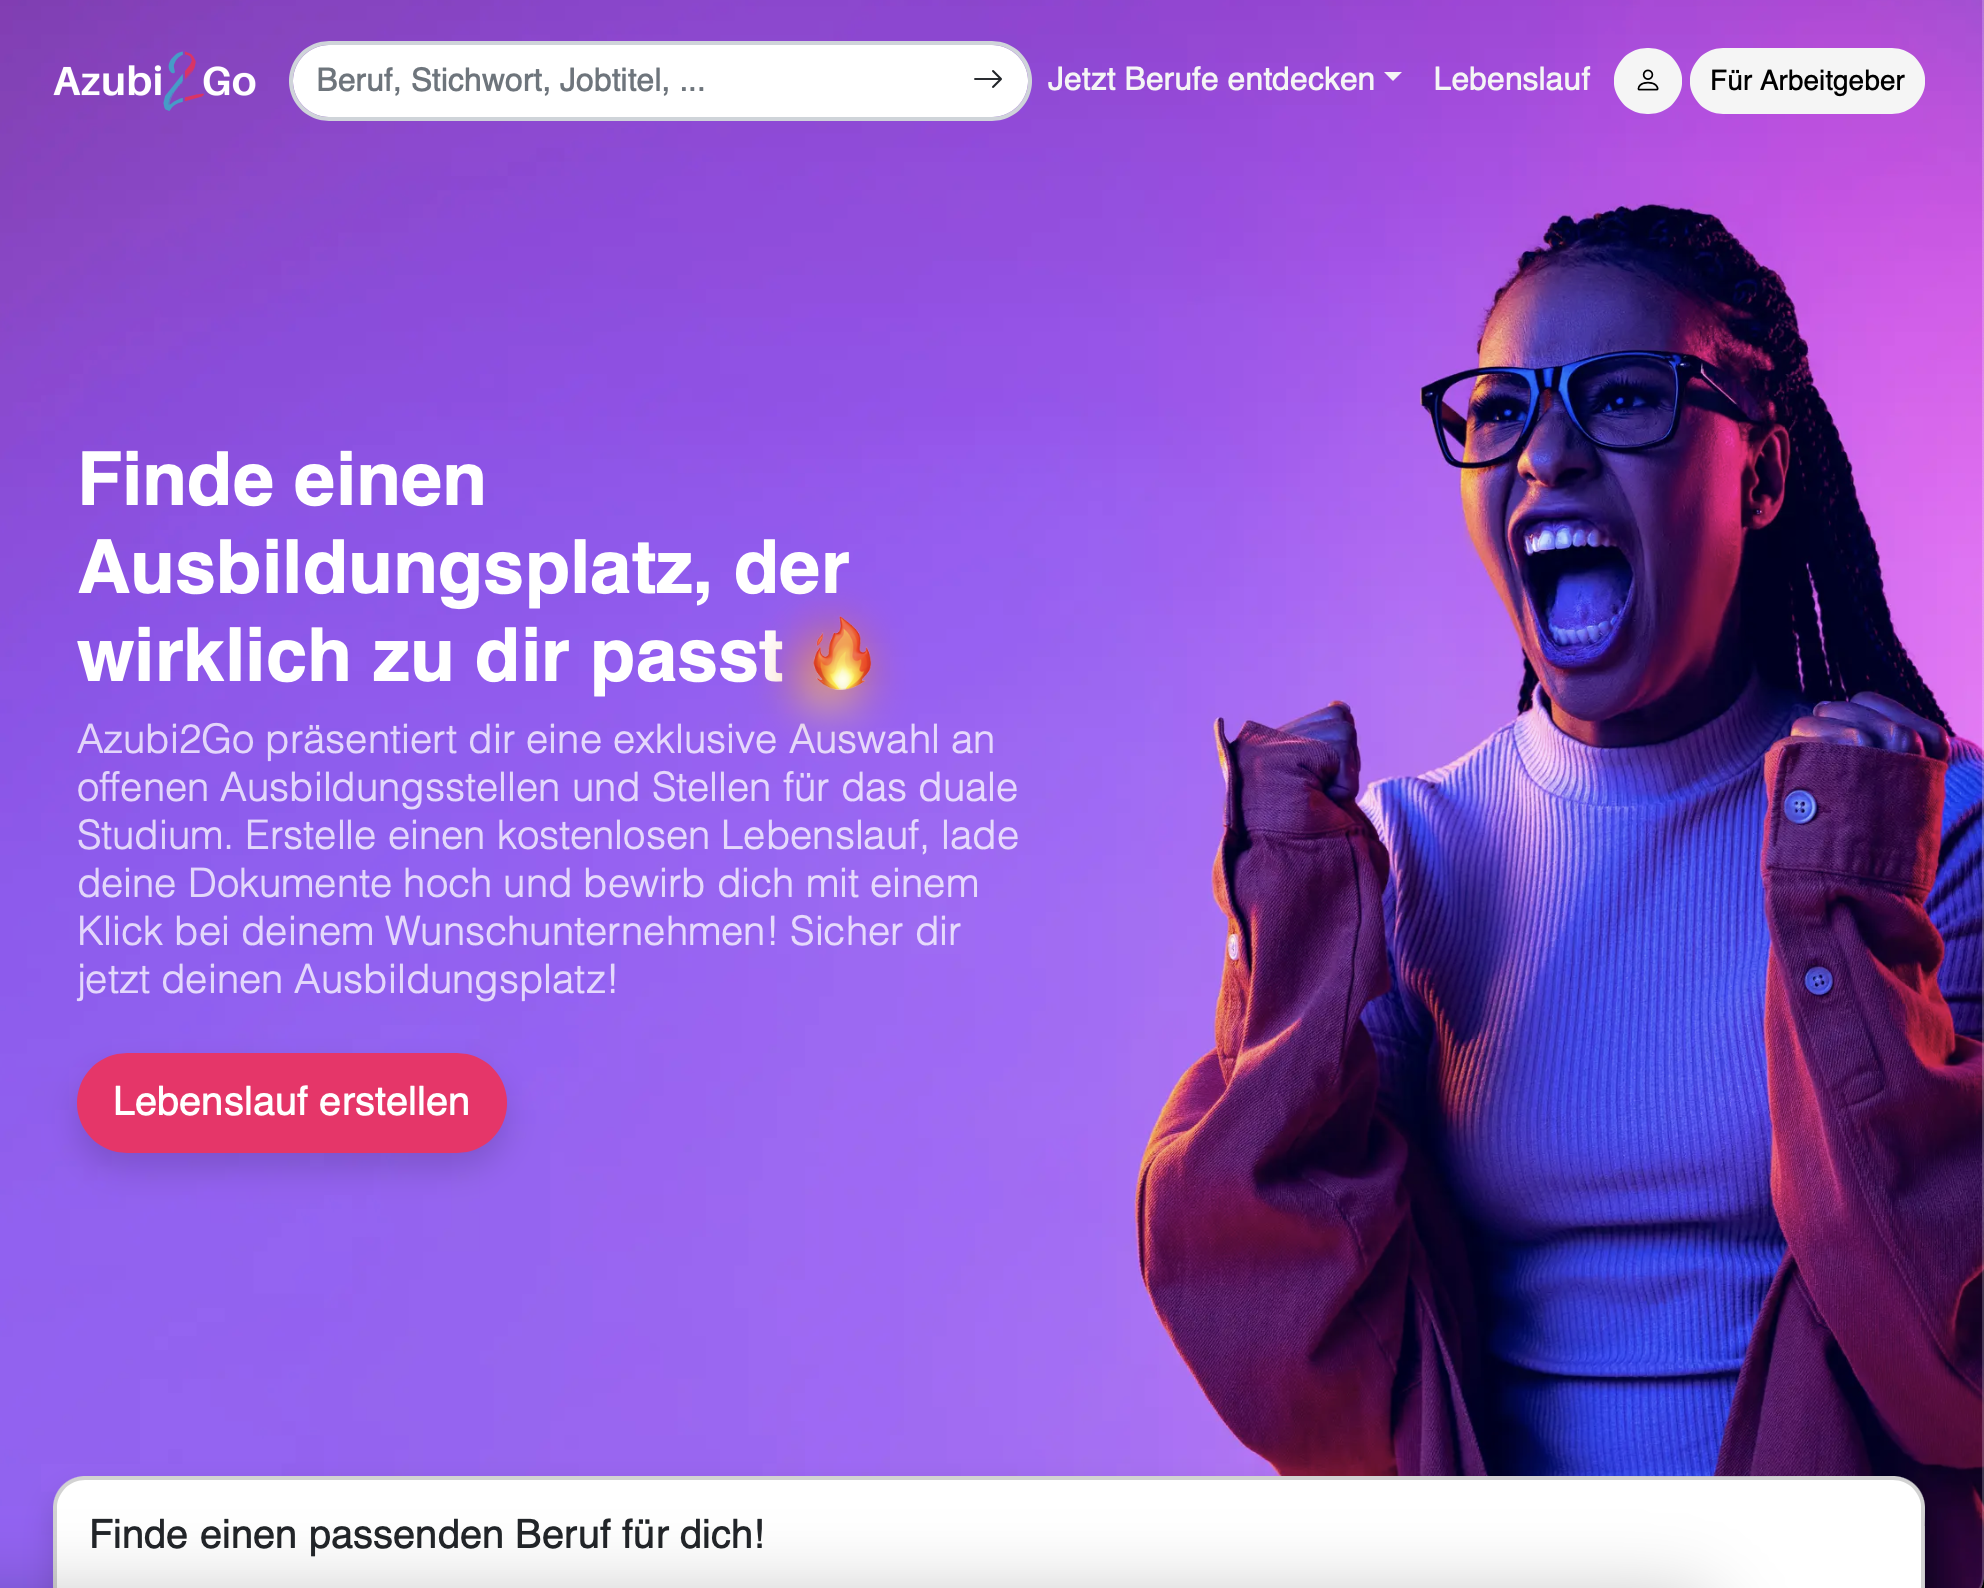 Azubi2Go
Beruf, Stichwort, Jobtitel, ...
Jetzt Berufe entdecken
Lebenslauf
Für Arbeitgeber
Finde einen
Ausbildungsplatz, der
wirklich zu dir passt 🔥
Azubi2Go präsentiert dir eine exklusive Auswahl an
offenen Ausbildungsstellen und Stellen für das duale
Studium. Erstelle einen kostenlosen Lebenslauf, lade
deine Dokumente hoch und bewirb dich mit einem
Klick bei deinem Wunschunternehmen! Sicher dir
jetzt deinen Ausbildungsplatz!
Lebenslauf erstellen
Finde einen passenden Beruf für dich!